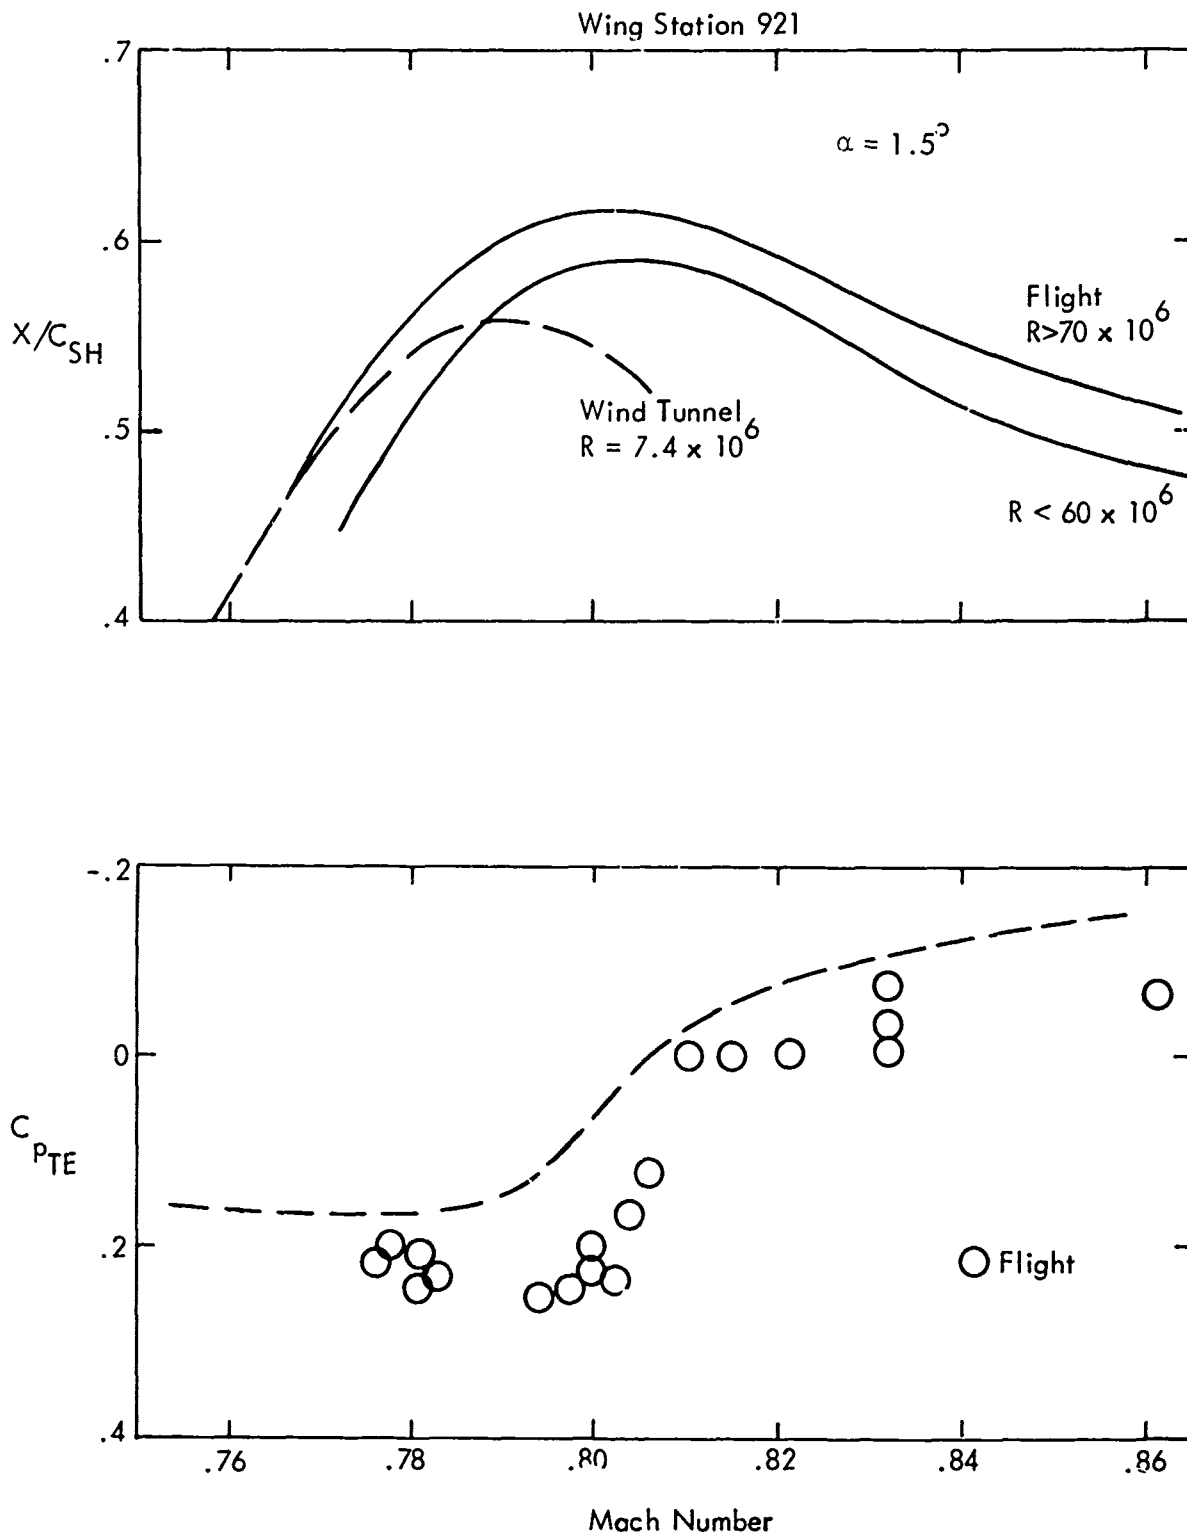 Wing Station 921
.7
α = 1.5°
.6
Flight
R>70 x 10^6
X/C_SH
Wind Tunnel
R = 7.4 x 10^6
.5
R < 60 x 10^6
.4
-.2
0
C_pTE
.2
Flight
.4
.76 .78 .80 .82 .84 .86
Mach Number